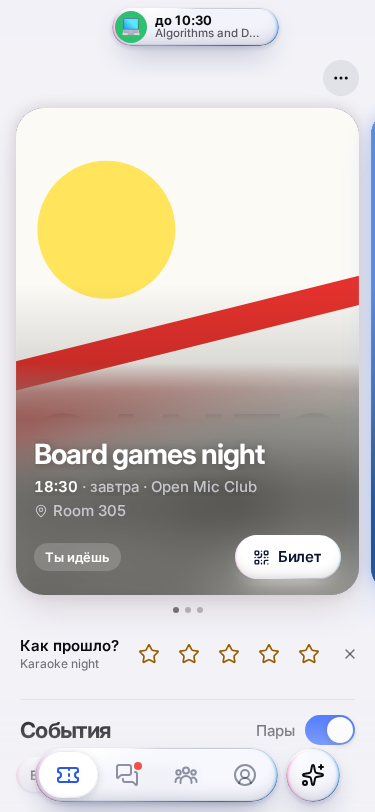 до 10:30
Algorithms and D...
Board games night
18:30 · завтра · Open Mic Club
Room 305
Ты идёшь
Билет
Как прошло?
Karaoke night
События
Пары